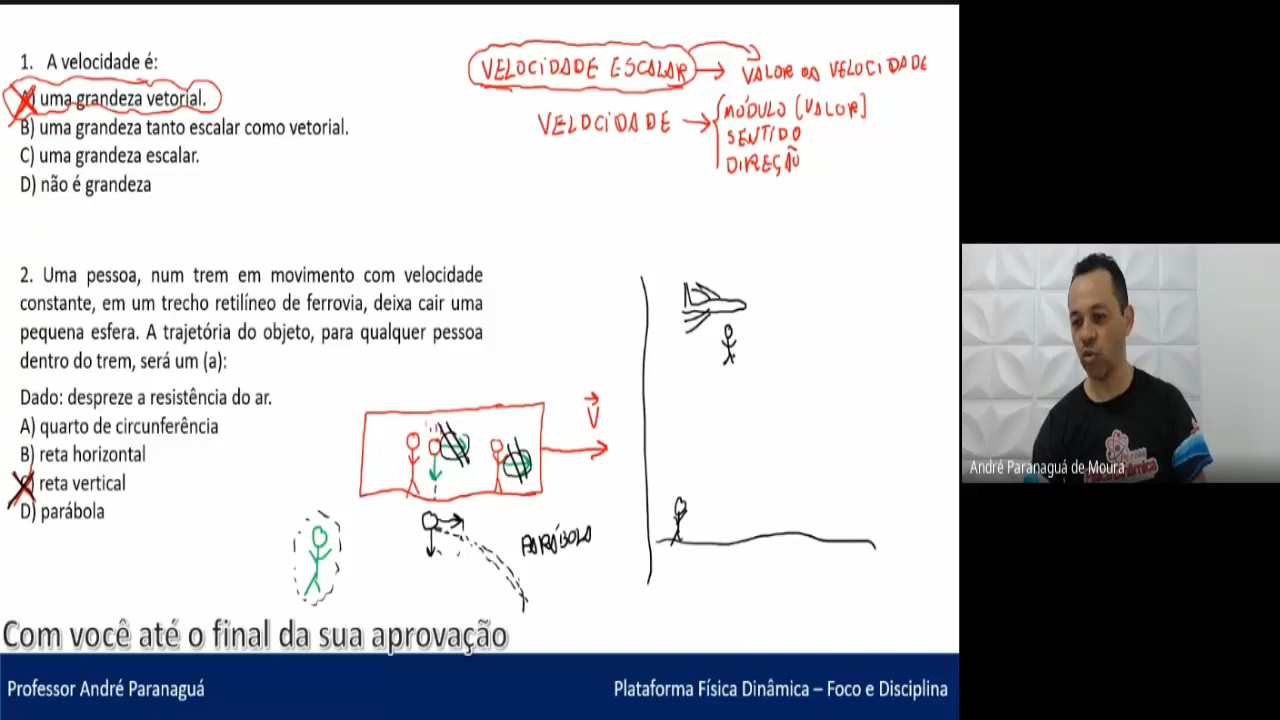 1. A velocidade é:
A) uma grandeza vetorial.
B) uma grandeza tanto escalar como vetorial.
C) uma grandeza escalar.
D) não é grandeza
VELOCIDADE ESCALAR → VALOR DA VELOCIDADE
VELOCIDADE → MÓDULO (VALOR)
SENTIDO
DIREÇÃO
2. Uma pessoa, num trem em movimento com velocidade
constante, em um trecho retilíneo de ferrovia, deixa cair uma
pequena esfera. A trajetória do objeto, para qualquer pessoa
dentro do trem, será um (a):
Dado: despreze a resistência do ar.
A) quarto de circunferência
B) reta horizontal
C) reta vertical
D) parábola
V
PARÁBOLA
André Paranaguá de Moura
Com você até o final da sua aprovação
Professor André Paranaguá
Plataforma Física Dinâmica – Foco e Disciplina